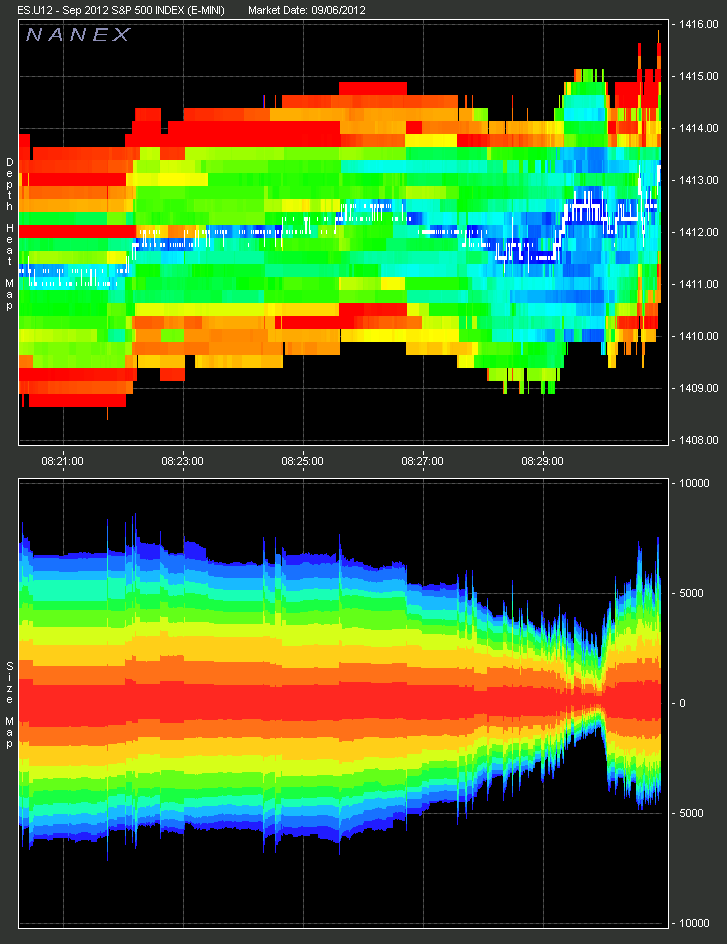 ES.U12 - Sep 2012 S&P 500 INDEX (E-MINI) Market Date: 09/06/2012
NANEX
1416.00
1415.00
1414.00
1413.00
1412.00
1411.00
1410.00
1409.00
1408.00
Depth Heat Map
08:21:00 08:23:00 08:25:00 08:27:00 08:29:00
10000
5000
0
5000
10000
Size Map